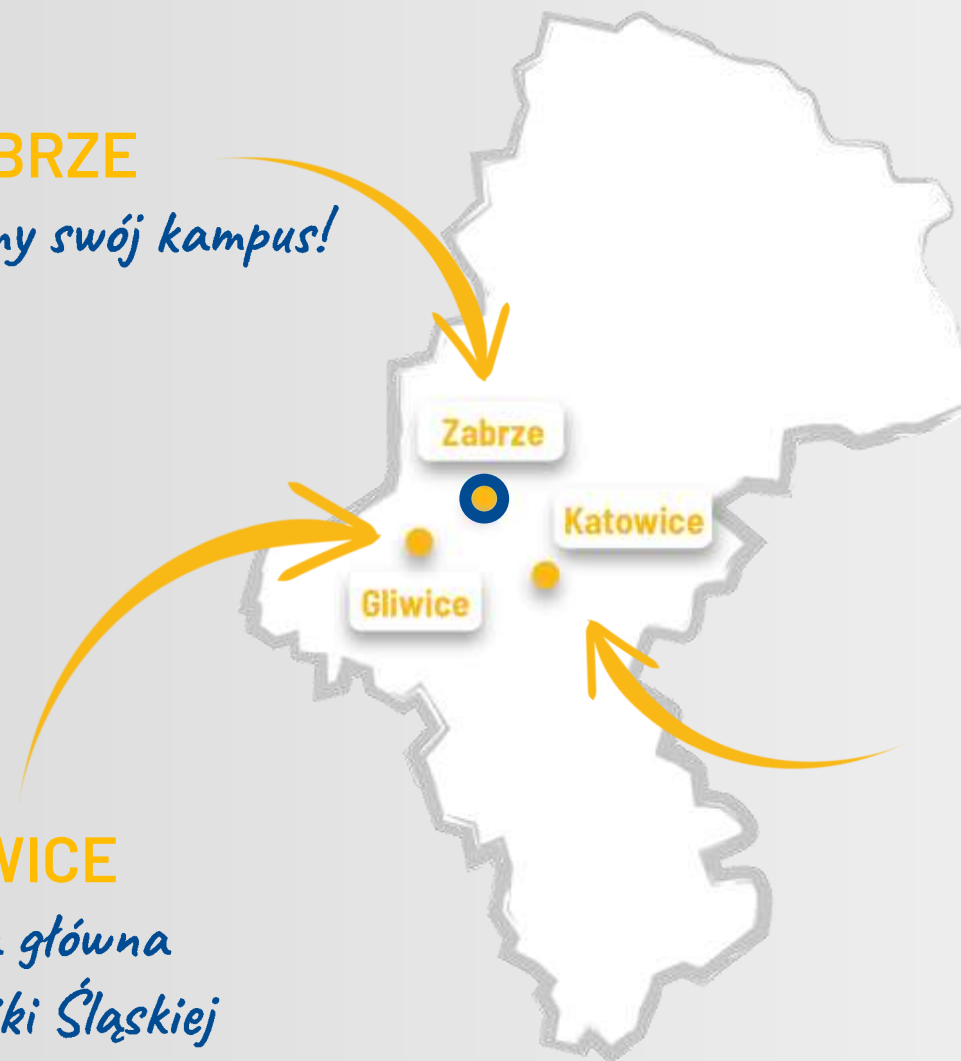 BRZE
ny swój kampus!
Zabrze
Katowice
Gliwice
WICE
główna
ki Śląskiej